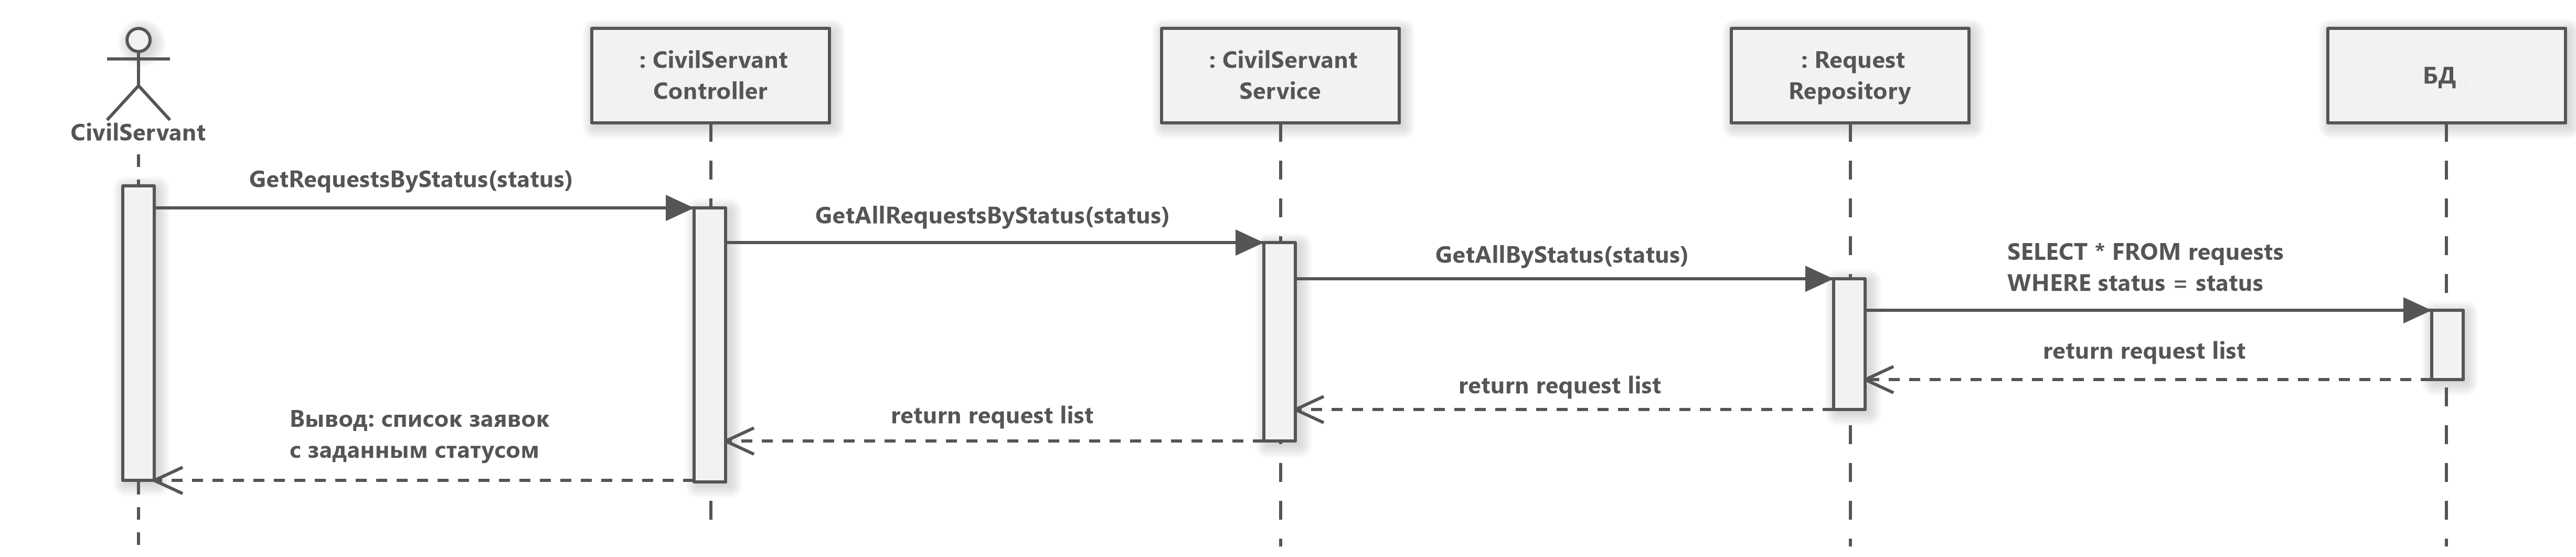 : CivilServant
Controller
: CivilServant
Service
: Request
Repository
БД
CivilServant
GetRequestsByStatus(status)
GetAllRequestsByStatus(status)
GetAllByStatus(status)
SELECT * FROM requests
WHERE status = status
return request list
return request list
return request list
Вывод: список заявок
с заданным статусом